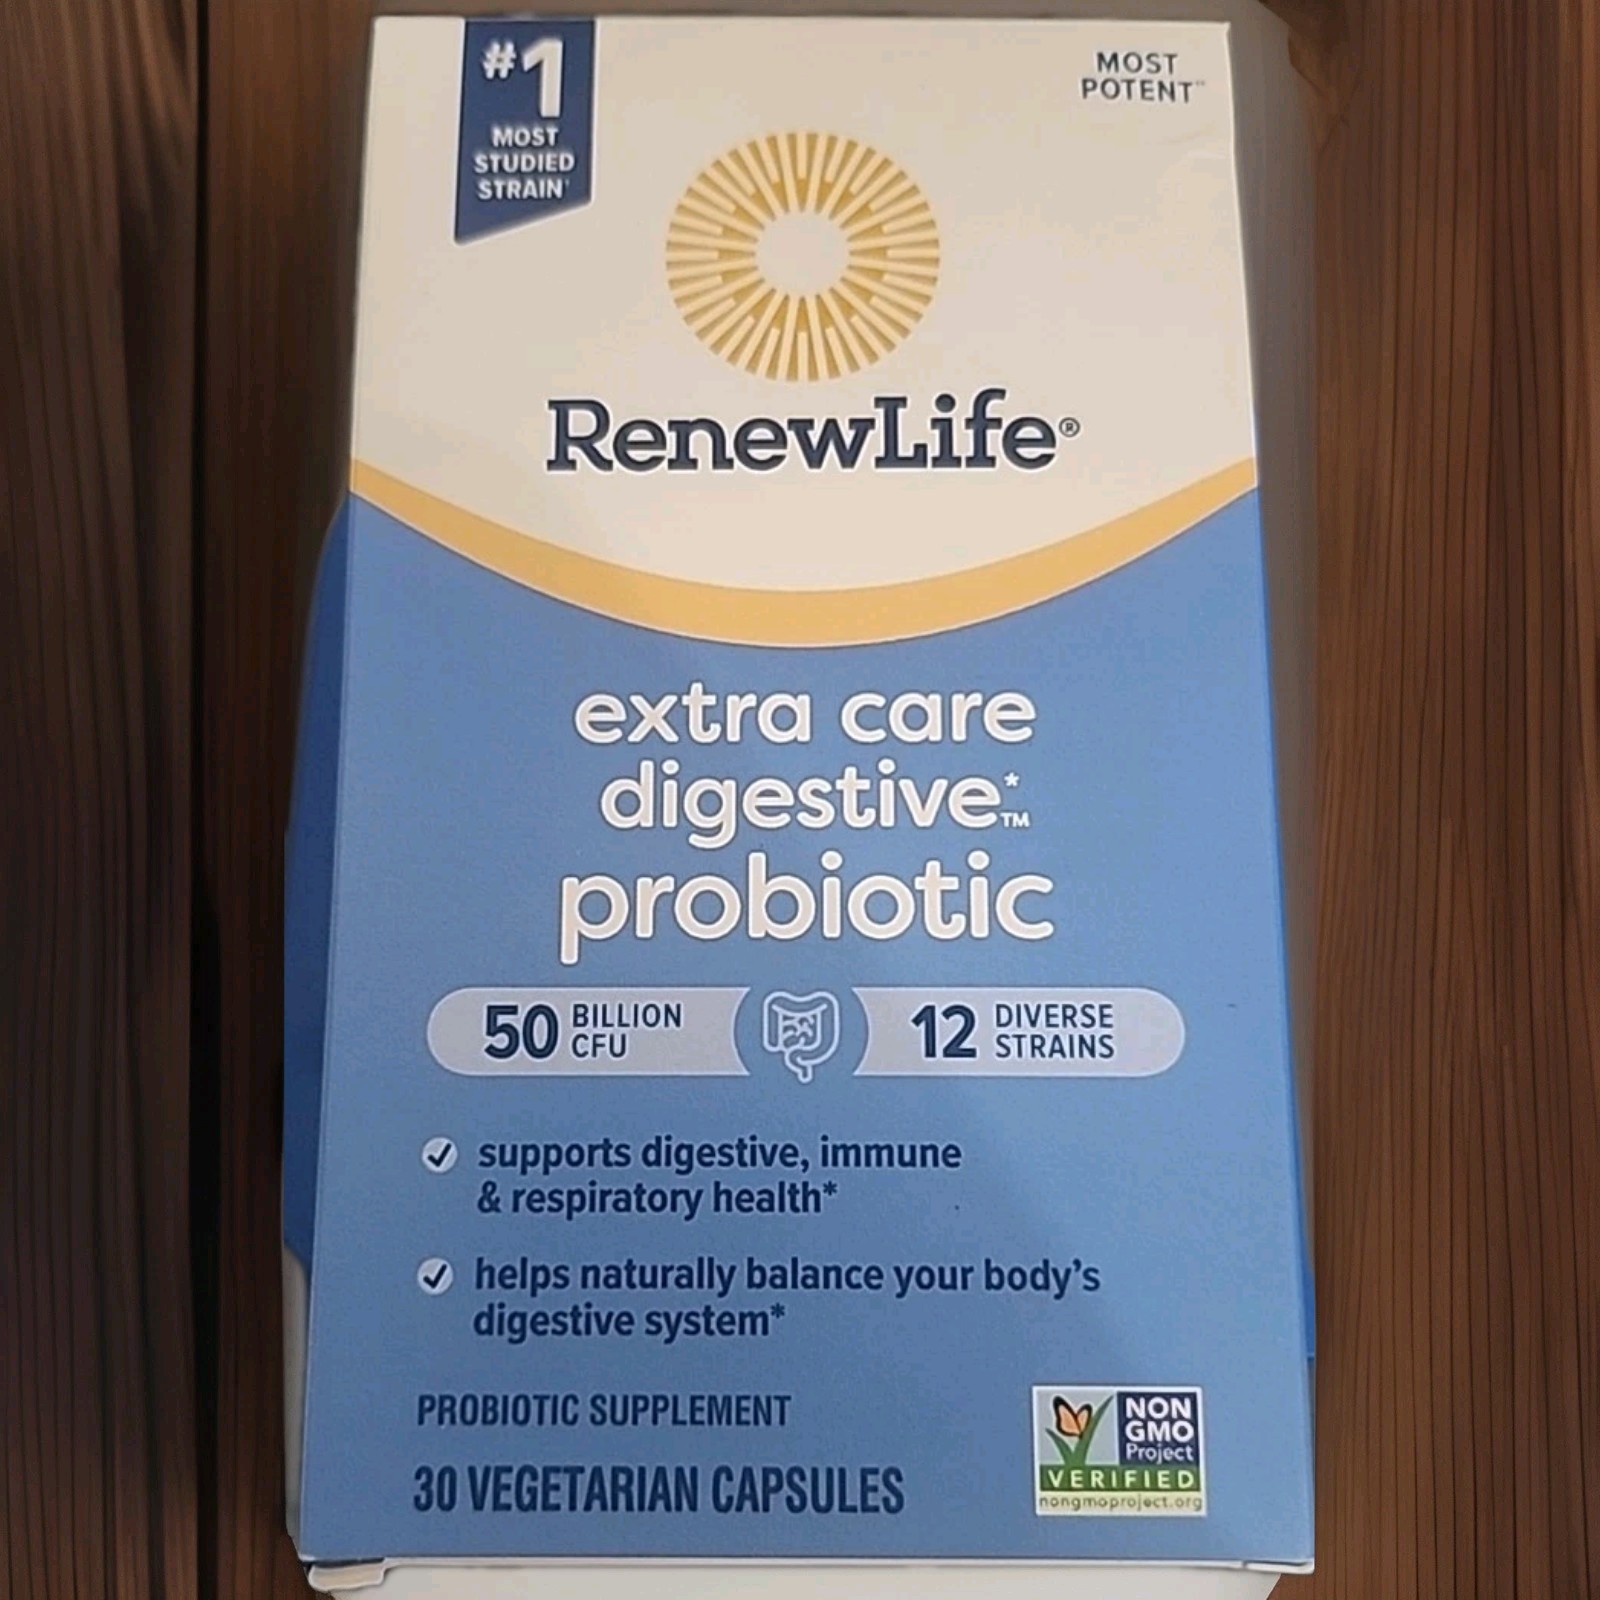 #1
MOST
STUDIED
STRAIN
MOST
POTENT
RenewLife®
extra care
digestive*™
probiotic
50 BILLION
CFU
12 DIVERSE
STRAINS
supports digestive, immune
& respiratory health*
helps naturally balance your body's
digestive system*
PROBIOTIC SUPPLEMENT
30 VEGETARIAN CAPSULES
NON
GMO
Project
VERIFIED
nongmoproject.org